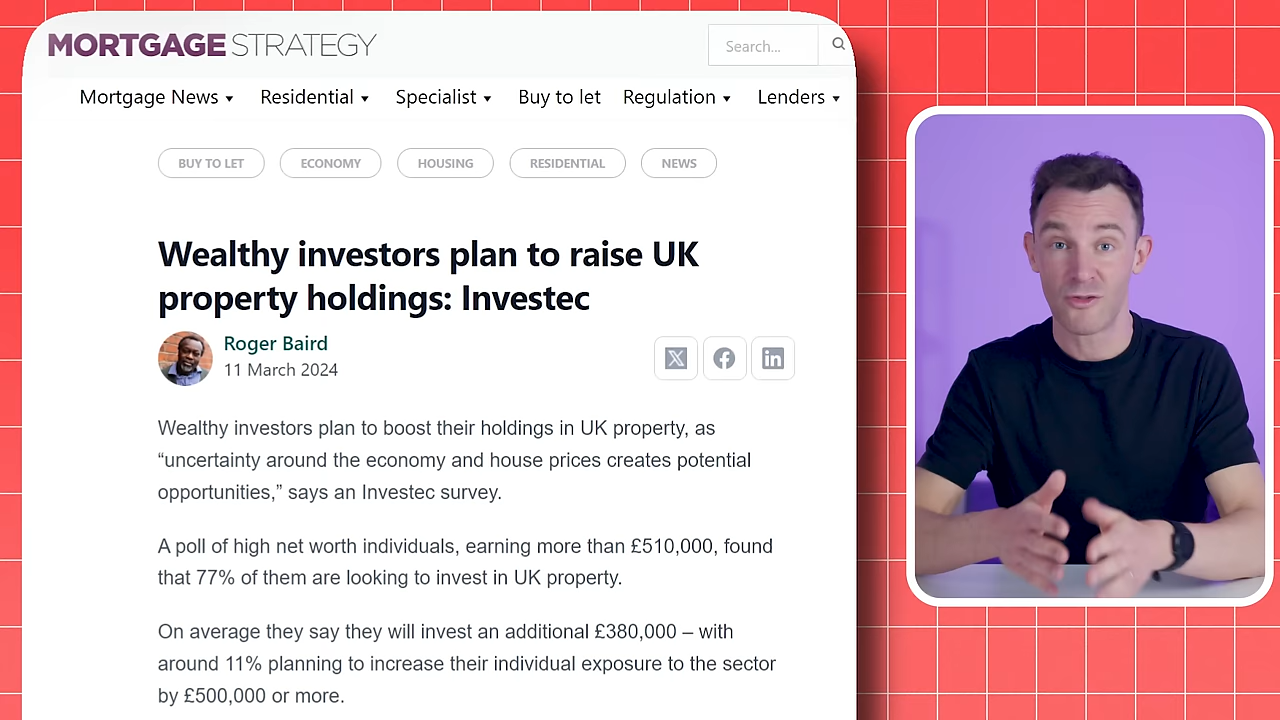 MORTGAGE STRATEGY
Search...
Mortgage News Residential Specialist Buy to let Regulation Lenders
BUY TO LET ECONOMY HOUSING RESIDENTIAL NEWS
Wealthy investors plan to raise UK
property holdings: Investec
Roger Baird
11 March 2024
Wealthy investors plan to boost their holdings in UK property, as
“uncertainty around the economy and house prices creates potential
opportunities,” says an Investec survey.
A poll of high net worth individuals, earning more than £510,000, found
that 77% of them are looking to invest in UK property.
On average they say they will invest an additional £380,000 – with
around 11% planning to increase their individual exposure to the sector
by £500,000 or more.